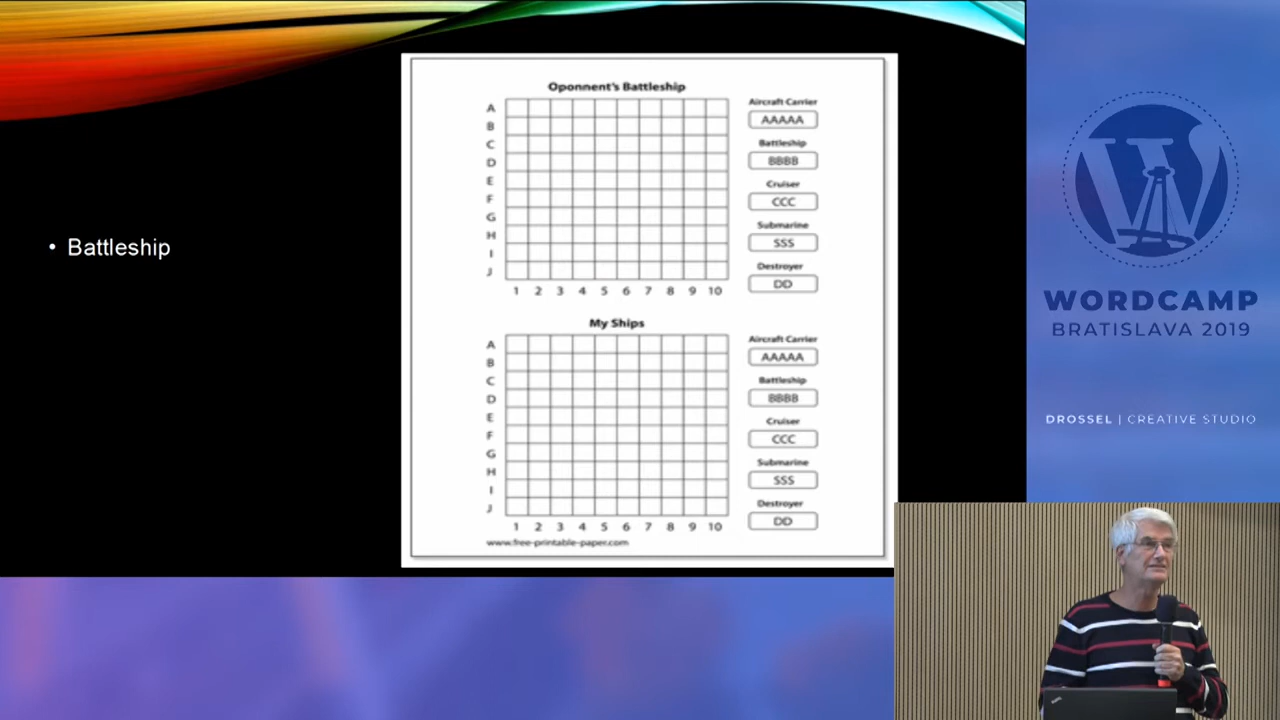 • Battleship
Oponnent's Battleship
A
B
C
D
E
F
G
H
I
J
1 2 3 4 5 6 7 8 9 10
Aircraft Carrier
AAAAA
Battleship
BBBB
Cruiser
CCC
Submarine
SSS
Destroyer
DD
My Ships
A
B
C
D
E
F
G
H
I
J
1 2 3 4 5 6 7 8 9 10
Aircraft Carrier
AAAAA
Battleship
BBBB
Cruiser
CCC
Submarine
SSS
Destroyer
DD
www.free-printable-paper.com
W
WORDCAMP
BRATISLAVA 2019
DROSSEL | CREATIVE STUDIO